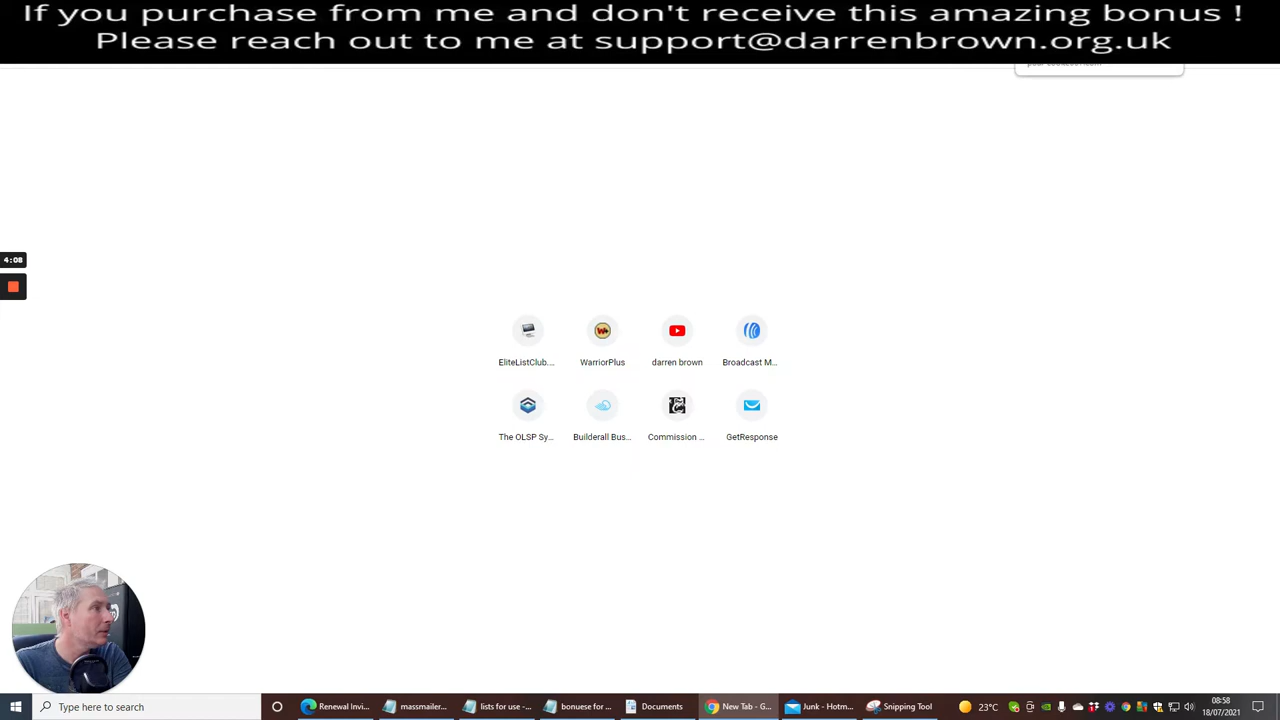 If you purchase from me and don't receive this amazing bonus !
Please reach out to me at support@darrenbrown.org.uk
4:08
EliteListClub....
WarriorPlus
darren brown
Broadcast M...
The OLSP Sy...
Builderall Bus...
Commission ...
GetResponse
Type here to search
Renewal Invi...
massmailer...
lists for use -...
bonuese for ...
Documents
New Tab - G...
Junk - Hotm...
Snipping Tool
23°C
08:58
18/07/2021